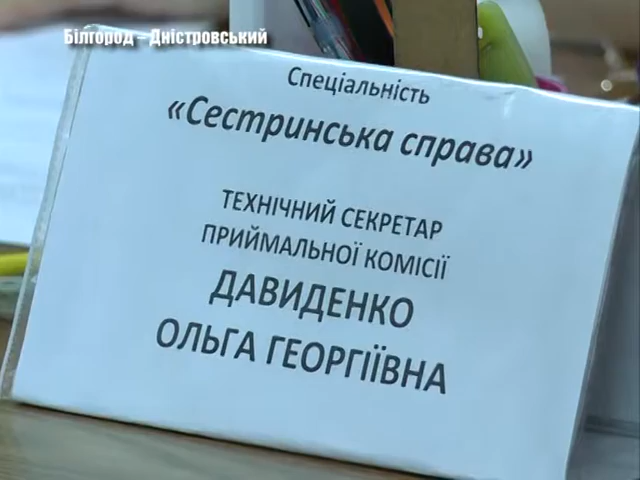 Білгород – Дністровський
Спеціальність
«Сестринська справа»
ТЕХНІЧНИЙ СЕКРЕТАР
ПРИЙМАЛЬНОЇ КОМІСІЇ
ДАВИДЕНКО
ОЛЬГА ГЕОРГІЇВНА